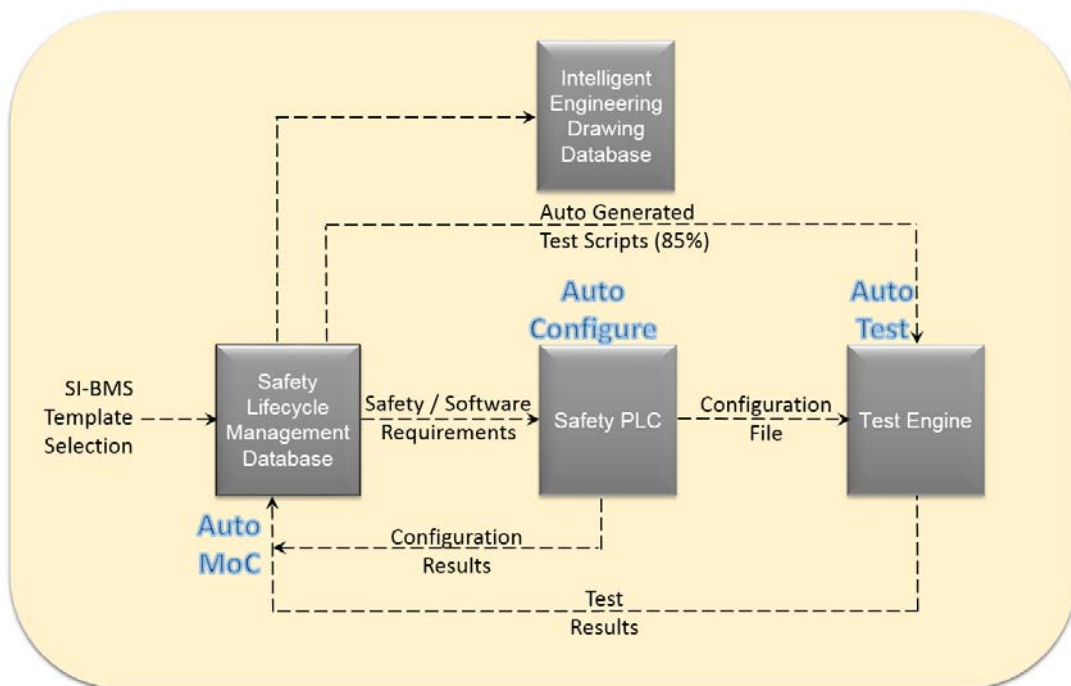 Intelligent
Engineering
Drawing
Database
Auto Generated
Test Scripts (85%)
Auto
Configure
Auto
Test
SI-BMS
Template
Selection
Safety
Lifecycle
Management
Database
Safety / Software
Requirements
Safety PLC
Configuration
File
Test Engine
Auto
MoC
Configuration
Results
Test
Results